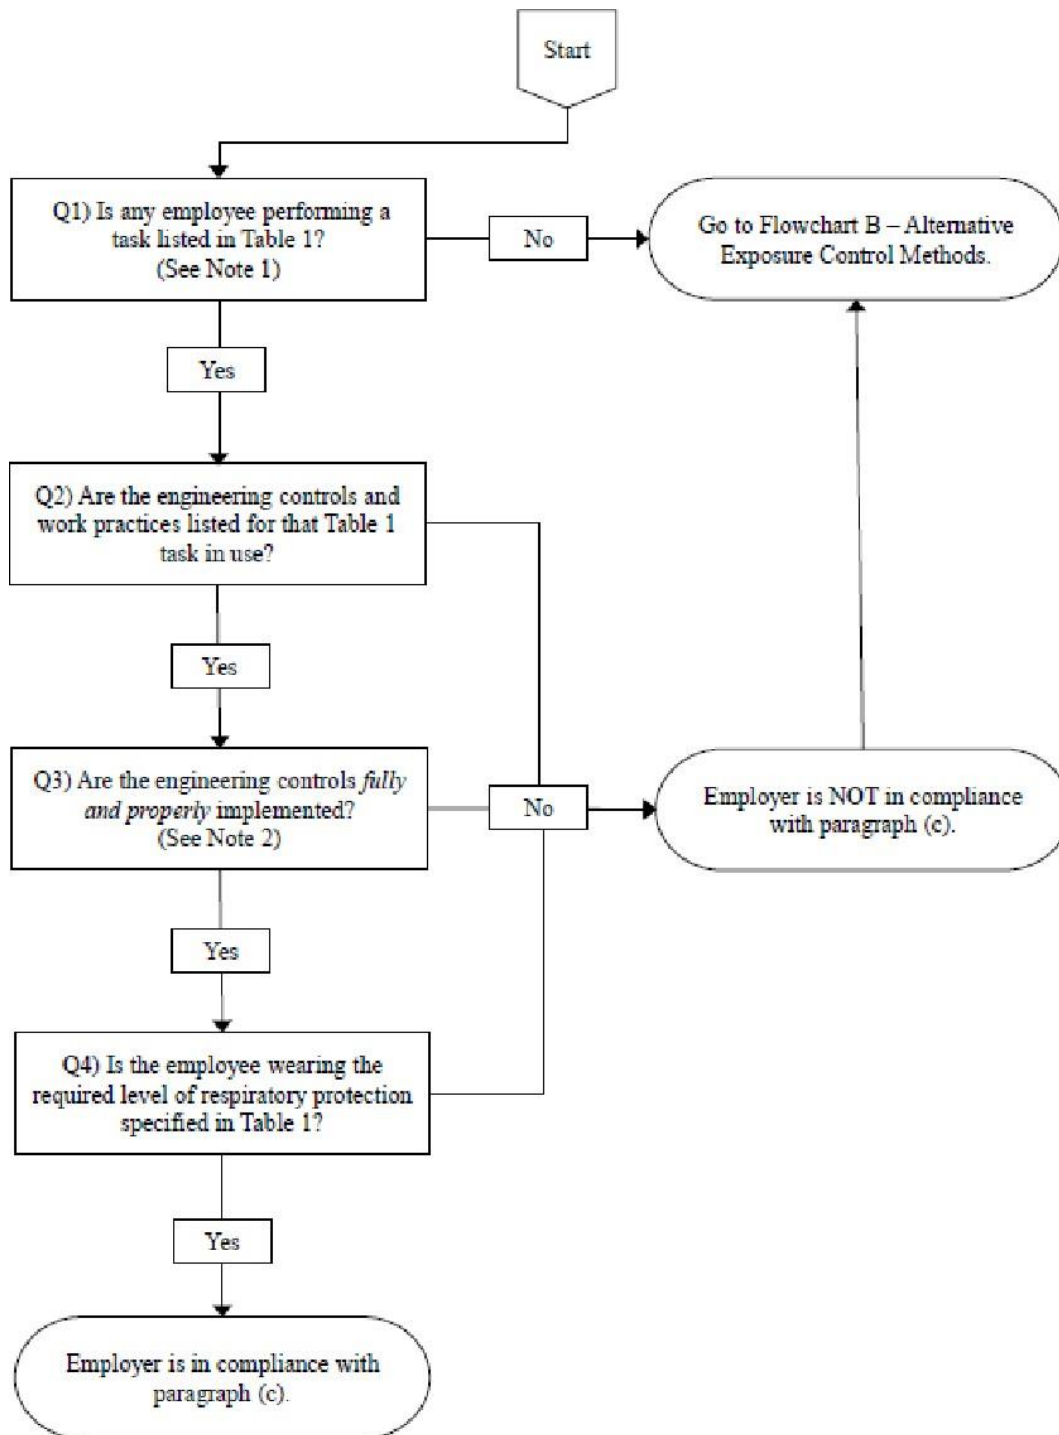 Start
Q1) Is any employee performing a
task listed in Table 1?
(See Note 1)
No
Go to Flowchart B – Alternative
Exposure Control Methods.
Yes
Q2) Are the engineering controls and
work practices listed for that Table 1
task in use?
Yes
Q3) Are the engineering controls fully
and properly implemented?
(See Note 2)
No
Employer is NOT in compliance
with paragraph (c).
Yes
Q4) Is the employee wearing the
required level of respiratory protection
specified in Table 1?
Yes
Employer is in compliance with
paragraph (c).